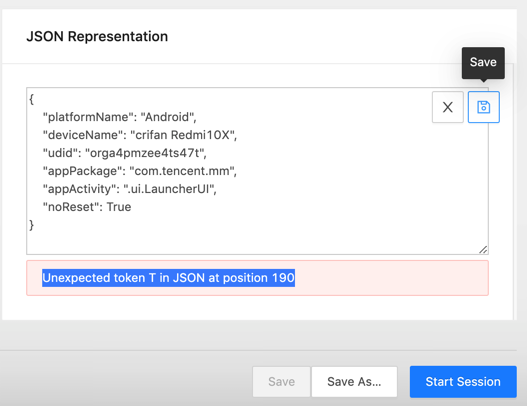 JSON Representation
Save
{
"platformName": "Android",
"deviceName": "crifan Redmi10X",
"udid": "orga4pmzee4ts47t",
"appPackage": "com.tencent.mm",
"appActivity": ".ui.LauncherUI",
"noReset": True
}
Unexpected token T in JSON at position 190
Save
Save As...
Start Session